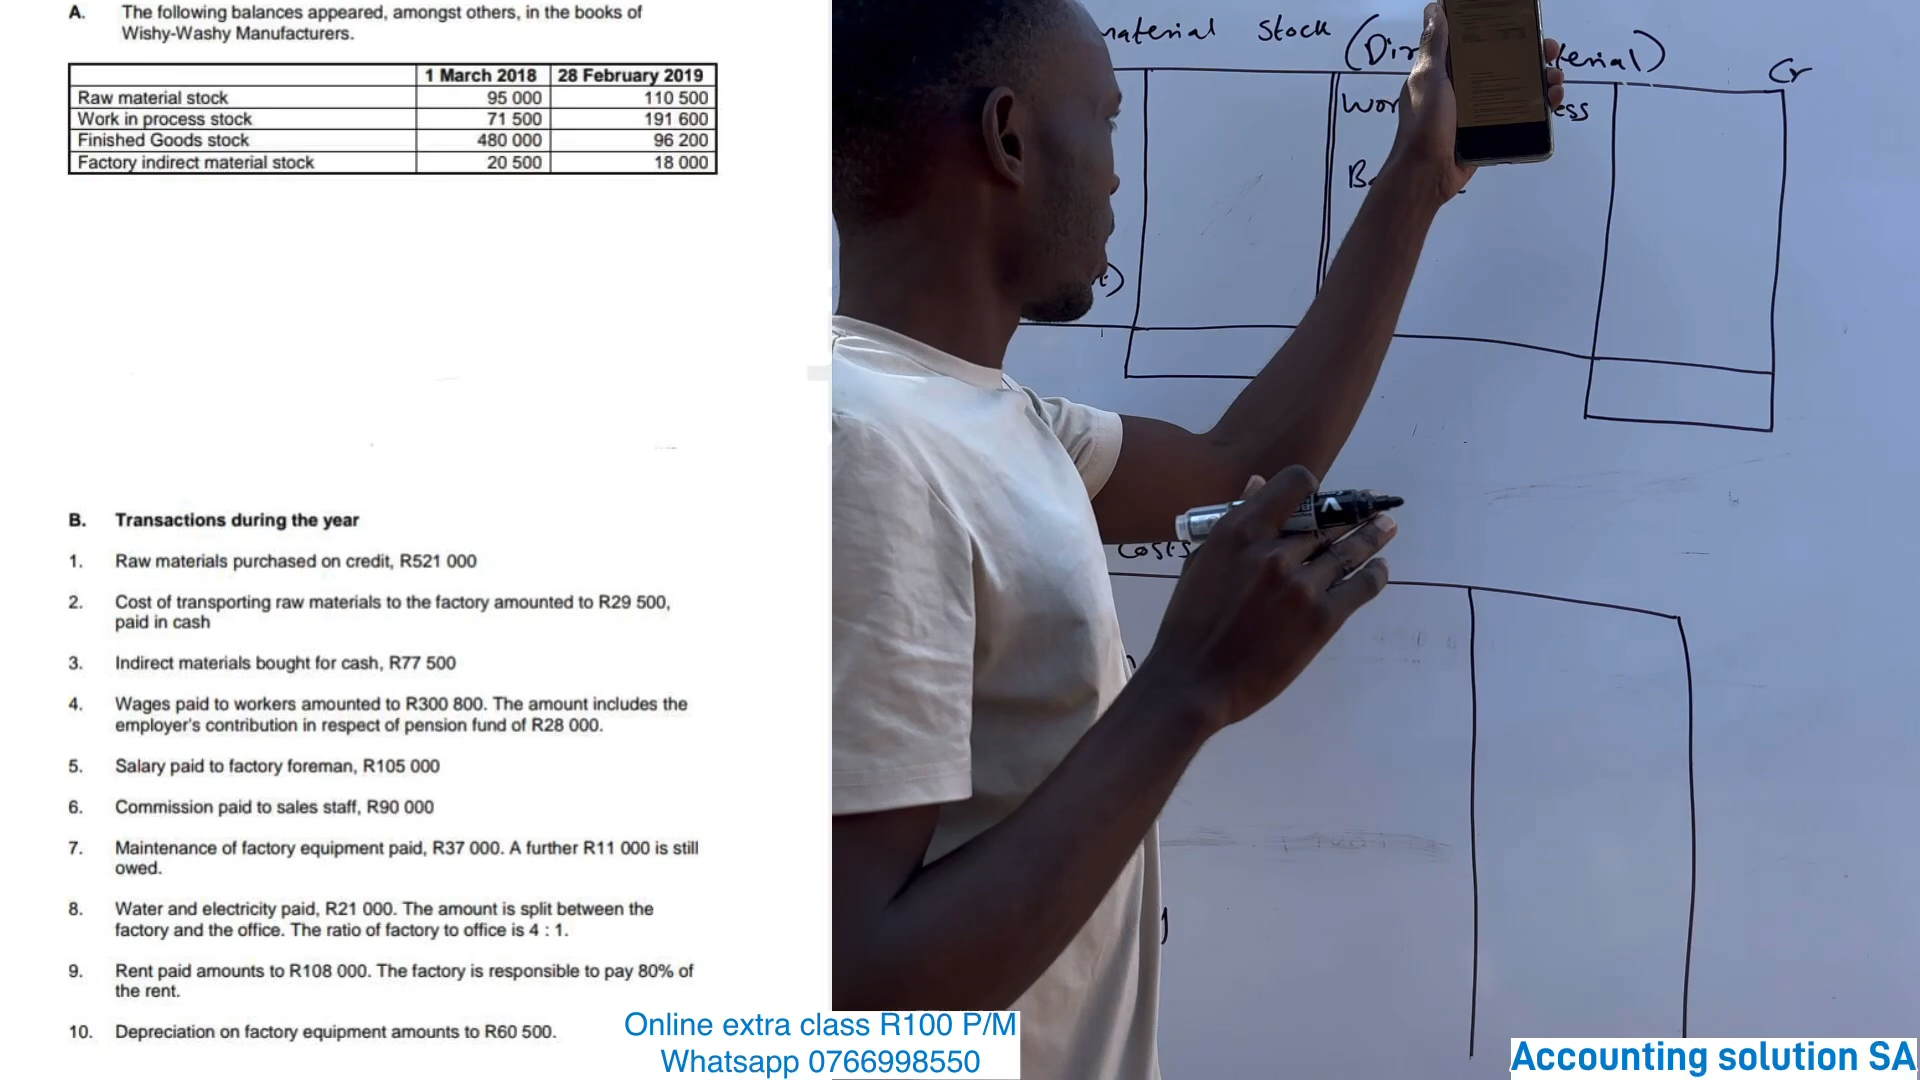 A. The following balances appeared, amongst others, in the books of
Wishy-Washy Manufacturers.
1 March 2018 28 February 2019
Raw material stock 95 000 110 500
Work in process stock 71 500 191 600
Finished Goods stock 480 000 96 200
Factory indirect material stock 20 500 18 000
B. Transactions during the year
1. Raw materials purchased on credit, R521 000
2. Cost of transporting raw materials to the factory amounted to R29 500,
paid in cash
3. Indirect materials bought for cash, R77 500
4. Wages paid to workers amounted to R300 800. The amount includes the
employer's contribution in respect of pension fund of R28 000.
5. Salary paid to factory foreman, R105 000
6. Commission paid to sales staff, R90 000
7. Maintenance of factory equipment paid, R37 000. A further R11 000 is still
owed.
8. Water and electricity paid, R21 000. The amount is split between the
factory and the office. The ratio of factory to office is 4 : 1.
9. Rent paid amounts to R108 000. The factory is responsible to pay 80% of
the rent.
10. Depreciation on factory equipment amounts to R60 500.
material stock
Cr
Costs
Online extra class R100 P/M
Whatsapp 0766998550
Accounting solution SA